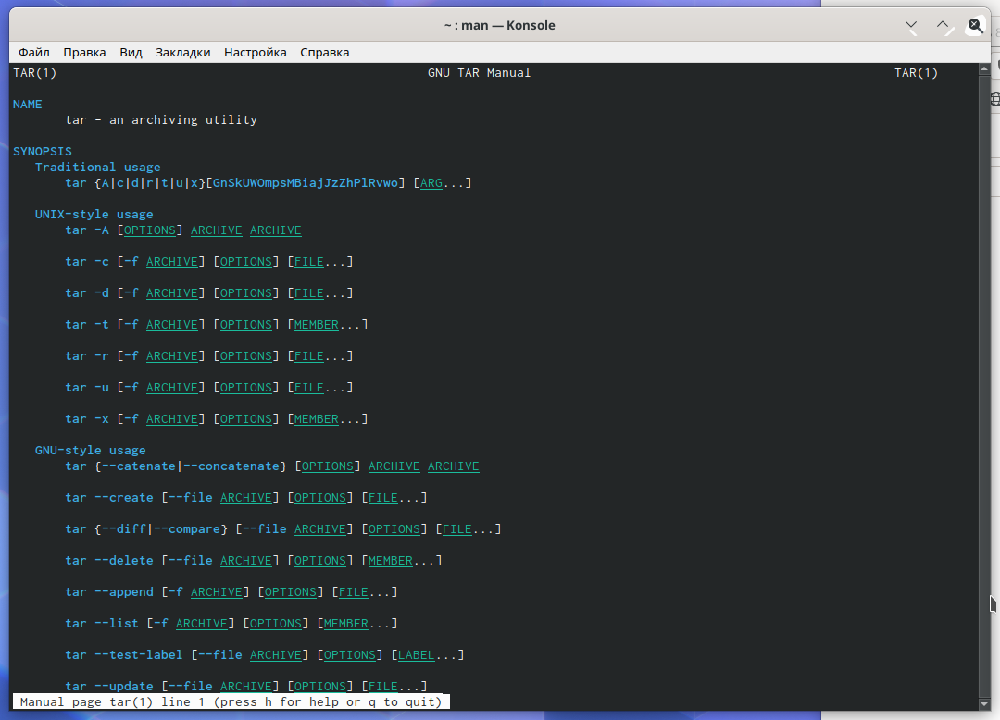 ~ : man — Konsole
Файл Правка Вид Закладки Настройка Справка
TAR(1) GNU TAR Manual TAR(1)
NAME
tar - an archiving utility
SYNOPSIS
Traditional usage
tar {A|c|d|r|t|u|x}[GnSkUWOmpsMBiajJzZhPlRvwo] [ARG...]
UNIX-style usage
tar -A [OPTIONS] ARCHIVE ARCHIVE
tar -c [-f ARCHIVE] [OPTIONS] [FILE...]
tar -d [-f ARCHIVE] [OPTIONS] [FILE...]
tar -t [-f ARCHIVE] [OPTIONS] [MEMBER...]
tar -r [-f ARCHIVE] [OPTIONS] [FILE...]
tar -u [-f ARCHIVE] [OPTIONS] [FILE...]
tar -x [-f ARCHIVE] [OPTIONS] [MEMBER...]
GNU-style usage
tar {--catenate|--concatenate} [OPTIONS] ARCHIVE ARCHIVE
tar --create [--file ARCHIVE] [OPTIONS] [FILE...]
tar {--diff|--compare} [--file ARCHIVE] [OPTIONS] [FILE...]
tar --delete [--file ARCHIVE] [OPTIONS] [MEMBER...]
tar --append [-f ARCHIVE] [OPTIONS] [FILE...]
tar --list [-f ARCHIVE] [OPTIONS] [MEMBER...]
tar --test-label [--file ARCHIVE] [OPTIONS] [LABEL...]
tar --update [--file ARCHIVE] [OPTIONS] [FILE...]
Manual page tar(1) line 1 (press h for help or q to quit)